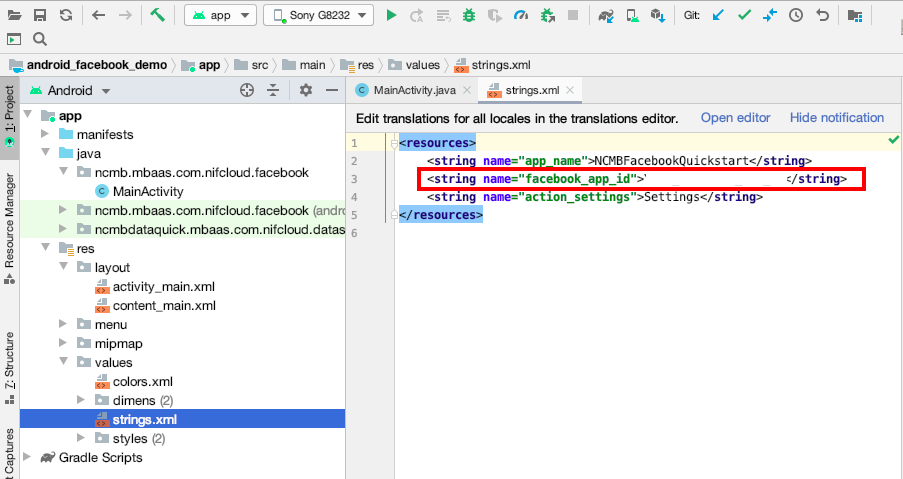 app
Sony G8232
Git:
android_facebook_demo
app
src
main
res
values
strings.xml
1: Project
Resource Manager
7: Structure
t Captures
Android
app
manifests
java
ncmb.mbaas.com.nifcloud.facebook
MainActivity
ncmb.mbaas.com.nifcloud.facebook (andro
ncmbdataquick.mbaas.com.nifcloud.datas
res
layout
activity_main.xml
content_main.xml
menu
mipmap
values
colors.xml
dimens (2)
strings.xml
styles (2)
Gradle Scripts
MainActivity.java
strings.xml
Edit translations for all locales in the translations editor.
Open editor
Hide notification
1 <resources>
2 <string name="app_name">NCMBFacebookQuickstart</string>
3 <string name="facebook_app_id"> </string>
4 <string name="action_settings">Settings</string>
5 </resources>
6